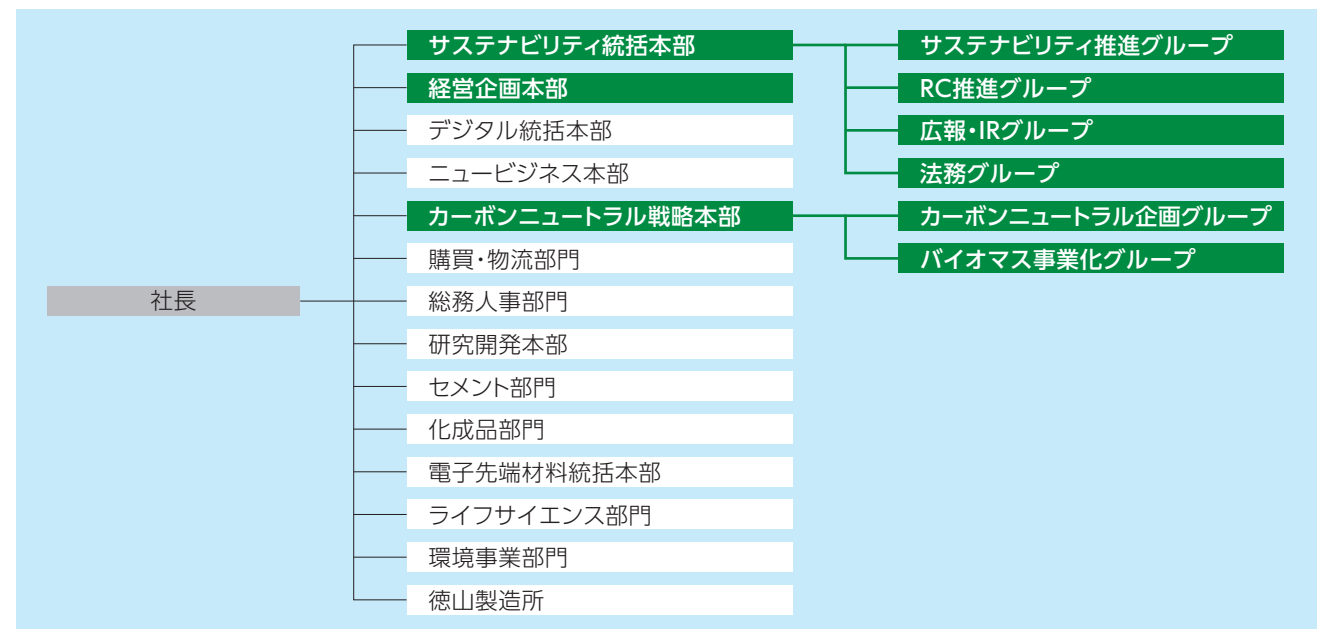 社長
サステナビリティ統括本部
経営企画本部
デジタル統括本部
ニュービジネス本部
カーボンニュートラル戦略本部
購買・物流部門
総務人事部門
研究開発本部
セメント部門
化成品部門
電子先端材料統括本部
ライフサイエンス部門
環境事業部門
徳山製造所
サステナビリティ推進グループ
RC推進グループ
広報・IRグループ
法務グループ
カーボンニュートラル企画グループ
バイオマス事業化グループ